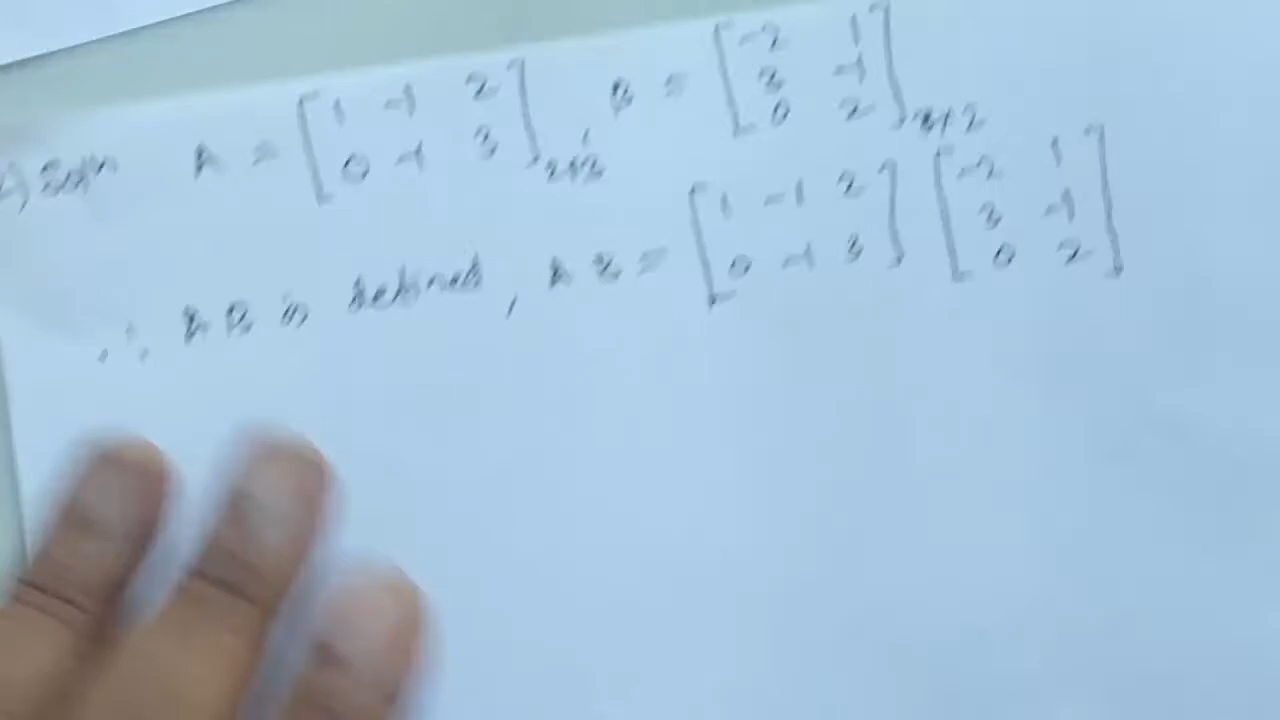 Soln A = [1 -1 2 0 -1 3] 2×3, B = [-2 1 3 -1 0 2] 3×2
∴ AB is defined, AB = [1 -1 2 0 -1 3] [-2 1 3 -1 0 2]